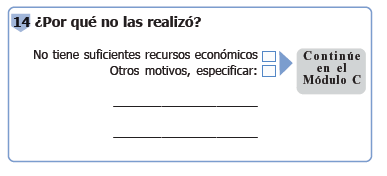 14 ¿Por qué no las realizó?
No tiene suficientes recursos económicos
Otros motivos, especificar:
Continúe
en el
Módulo C